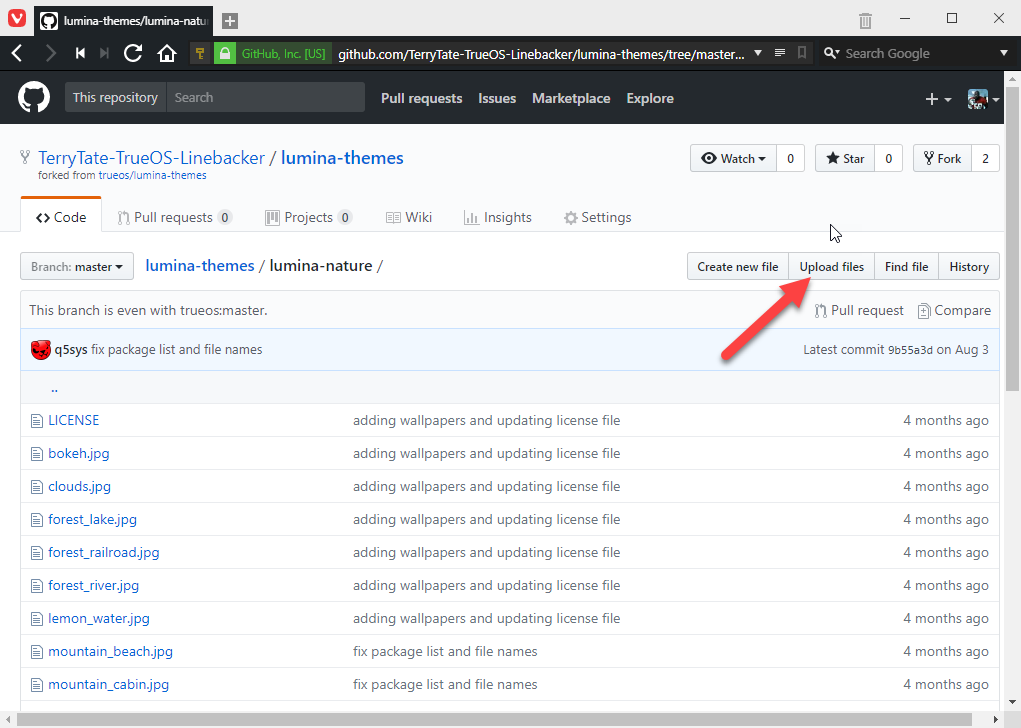 lumina-themes/lumina-natu
GitHub, Inc. [US] github.com/TerryTate-TrueOS-Linebacker/lumina-themes/tree/master... Search Google
This repository Search Pull requests Issues Marketplace Explore
TerryTate-TrueOS-Linebacker / lumina-themes Watch 0 Star 0 Fork 2
forked from trueos/lumina-themes
Code Pull requests 0 Projects 0 Wiki Insights Settings
Branch: master lumina-themes / lumina-nature / Create new file Upload files Find file History
This branch is even with trueos:master. Pull request Compare
q5sys fix package list and file names Latest commit 9b55a3d on Aug 3
..
LICENSE adding wallpapers and updating license file 4 months ago
bokeh.jpg adding wallpapers and updating license file 4 months ago
clouds.jpg adding wallpapers and updating license file 4 months ago
forest_lake.jpg adding wallpapers and updating license file 4 months ago
forest_railroad.jpg adding wallpapers and updating license file 4 months ago
forest_river.jpg adding wallpapers and updating license file 4 months ago
lemon_water.jpg adding wallpapers and updating license file 4 months ago
mountain_beach.jpg fix package list and file names 4 months ago
mountain_cabin.jpg fix package list and file names 4 months ago